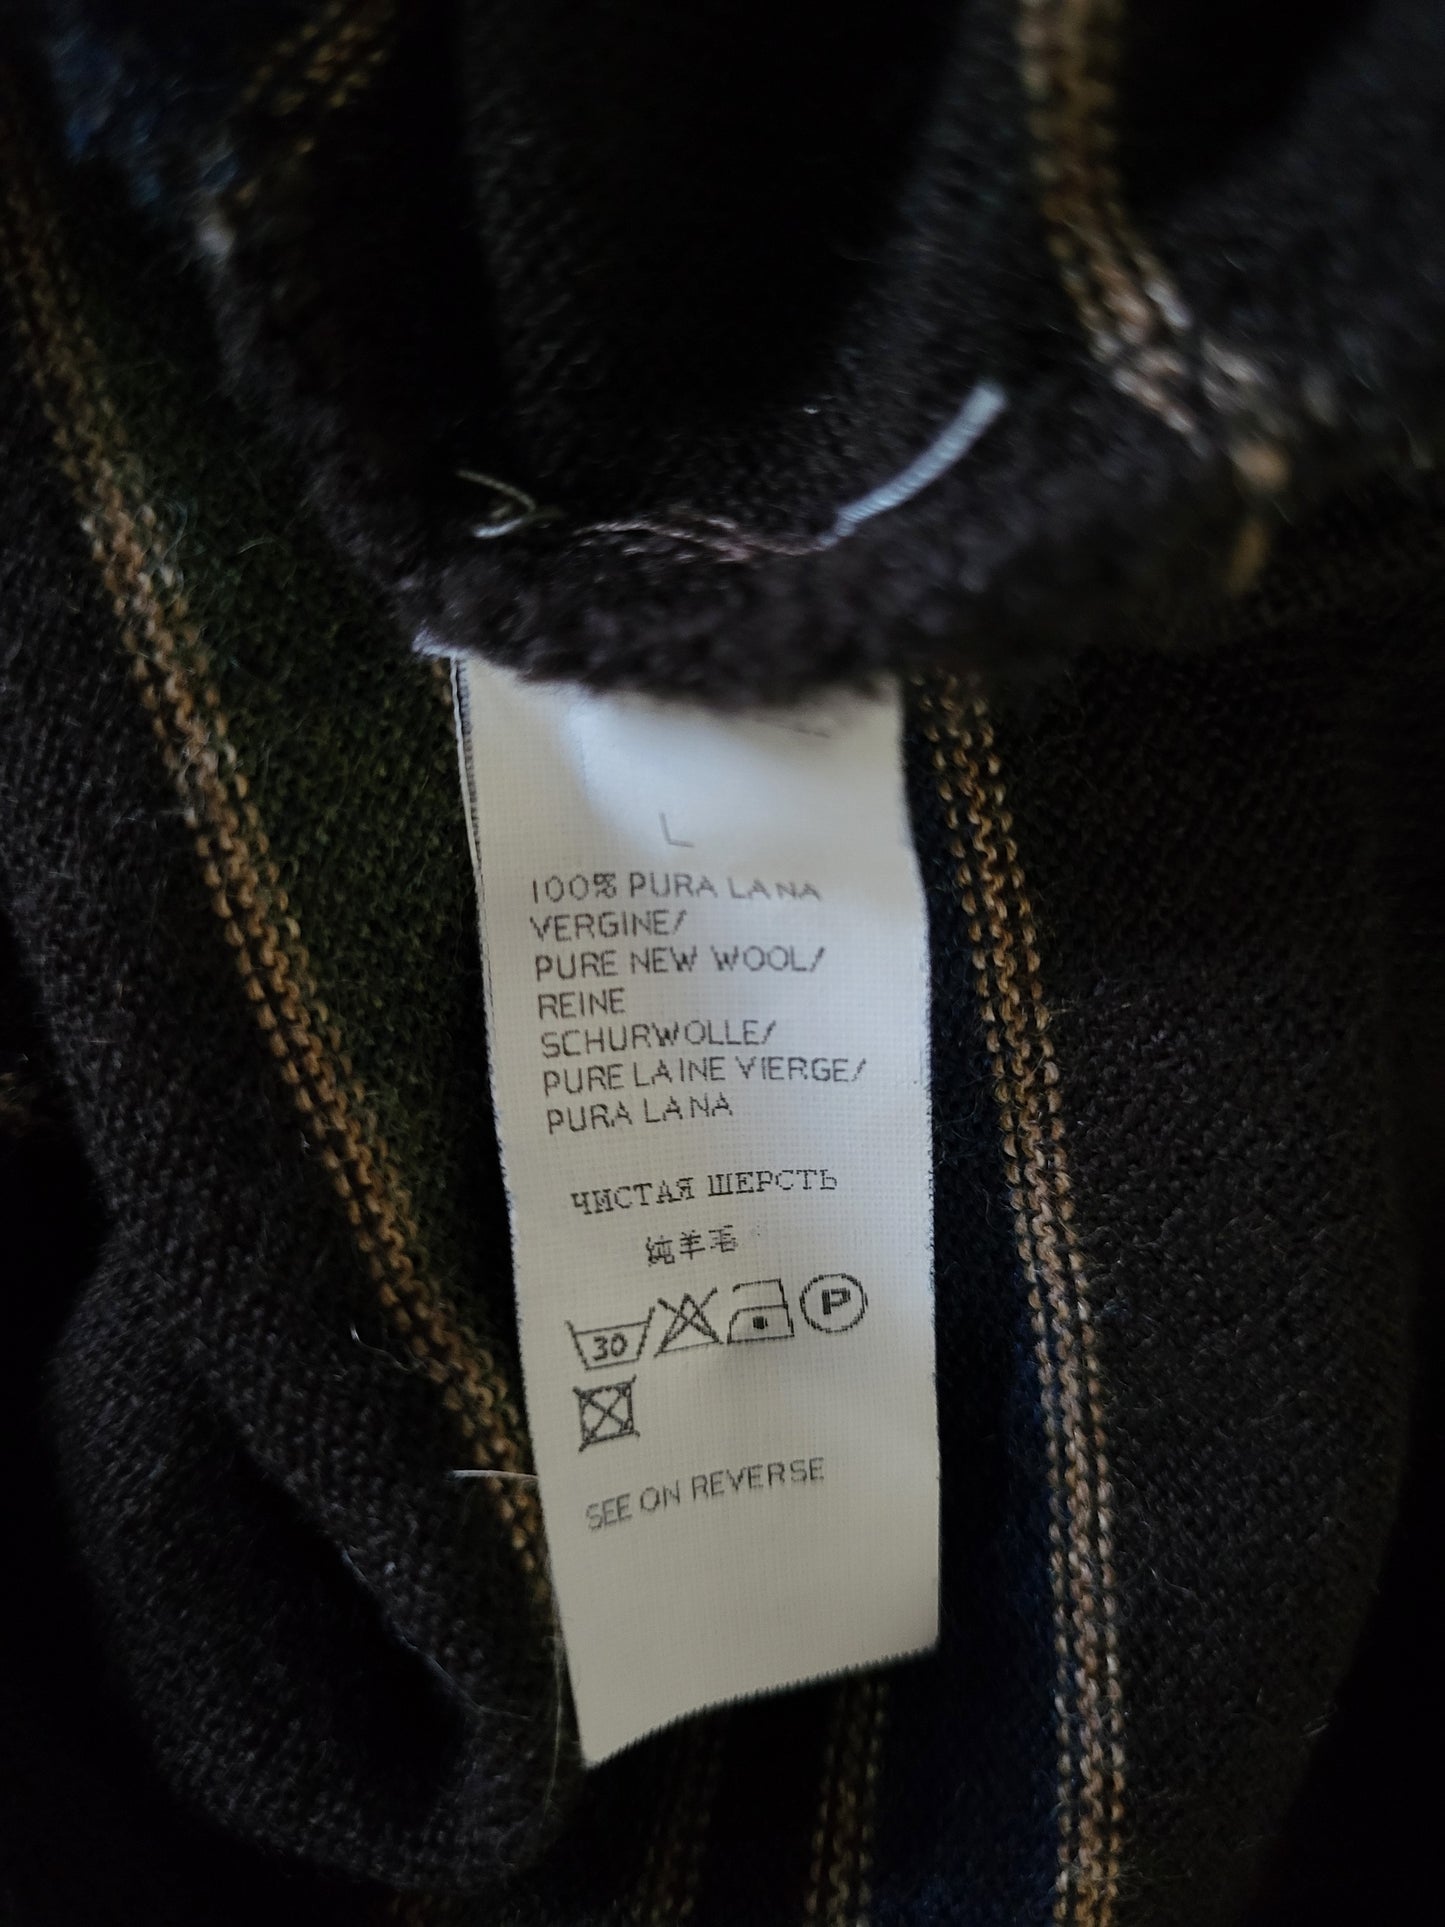 L
100% PURA LANA
VERGINE/
PURE NEW WOOL/
REINE
SCHURWOLLE/
PURE LAINE VIERGE/
PURA LANA
ЧИСТАЯ ШЕРСТЬ
纯羊毛
30 P
SEE ON REVERSE